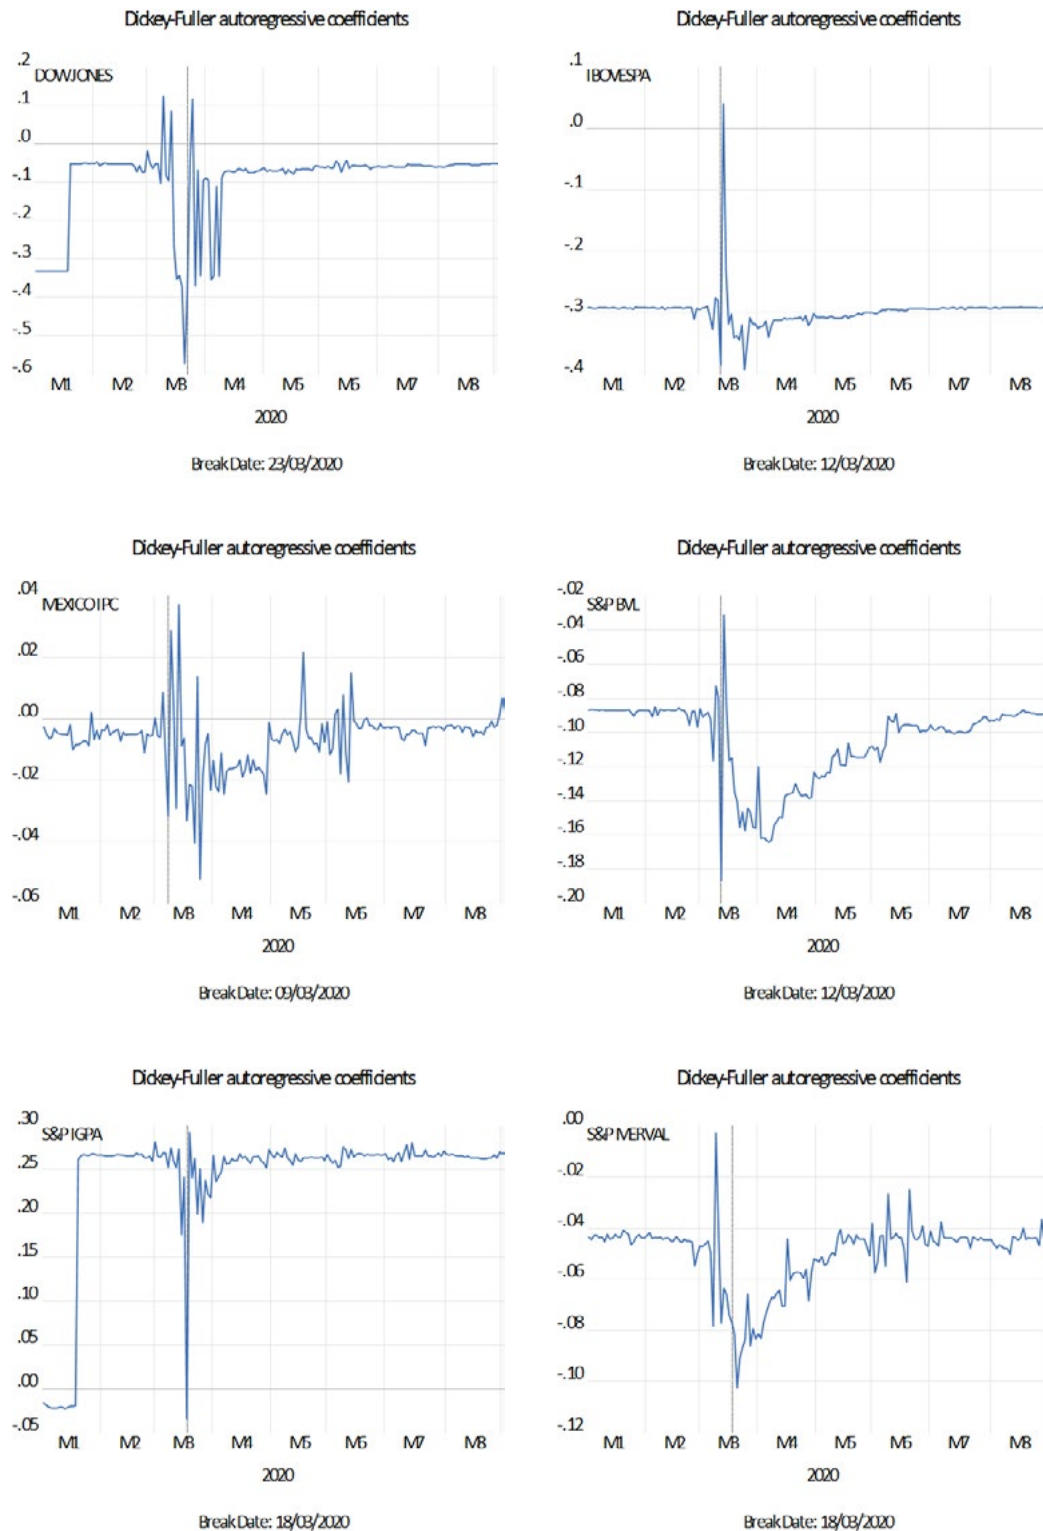 Dickey-Fuller autoregressive coefficients
.2
DOWJONES
.1
.0
-.1
-.2
-.3
-.4
-.5
-.6
M1 M2 M3 M4 M5 M6 M7 M8
2020
Break Date: 23/03/2020
Dickey-Fuller autoregressive coefficients
.1
IBOVESPA
.0
-.1
-.2
-.3
-.4
M1 M2 M3 M4 M5 M6 M7 M8
2020
Break Date: 12/03/2020
Dickey-Fuller autoregressive coefficients
.04
MEXICO IPC
.02
.00
-.02
-.04
-.06
M1 M2 M3 M4 M5 M6 M7 M8
2020
Break Date: 09/03/2020
Dickey-Fuller autoregressive coefficients
-.02
S&P BVL
-.04
-.06
-.08
-.10
-.12
-.14
-.16
-.18
-.20
M1 M2 M3 M4 M5 M6 M7 M8
2020
Break Date: 12/03/2020
Dickey-Fuller autoregressive coefficients
.30
S&P IGPA
.25
.20
.15
.10
.05
.00
-.05
M1 M2 M3 M4 M5 M6 M7 M8
2020
Break Date: 18/03/2020
Dickey-Fuller autoregressive coefficients
.00
S&P MERVAL
-.02
-.04
-.06
-.08
-.10
-.12
M1 M2 M3 M4 M5 M6 M7 M8
2020
Break Date: 18/03/2020